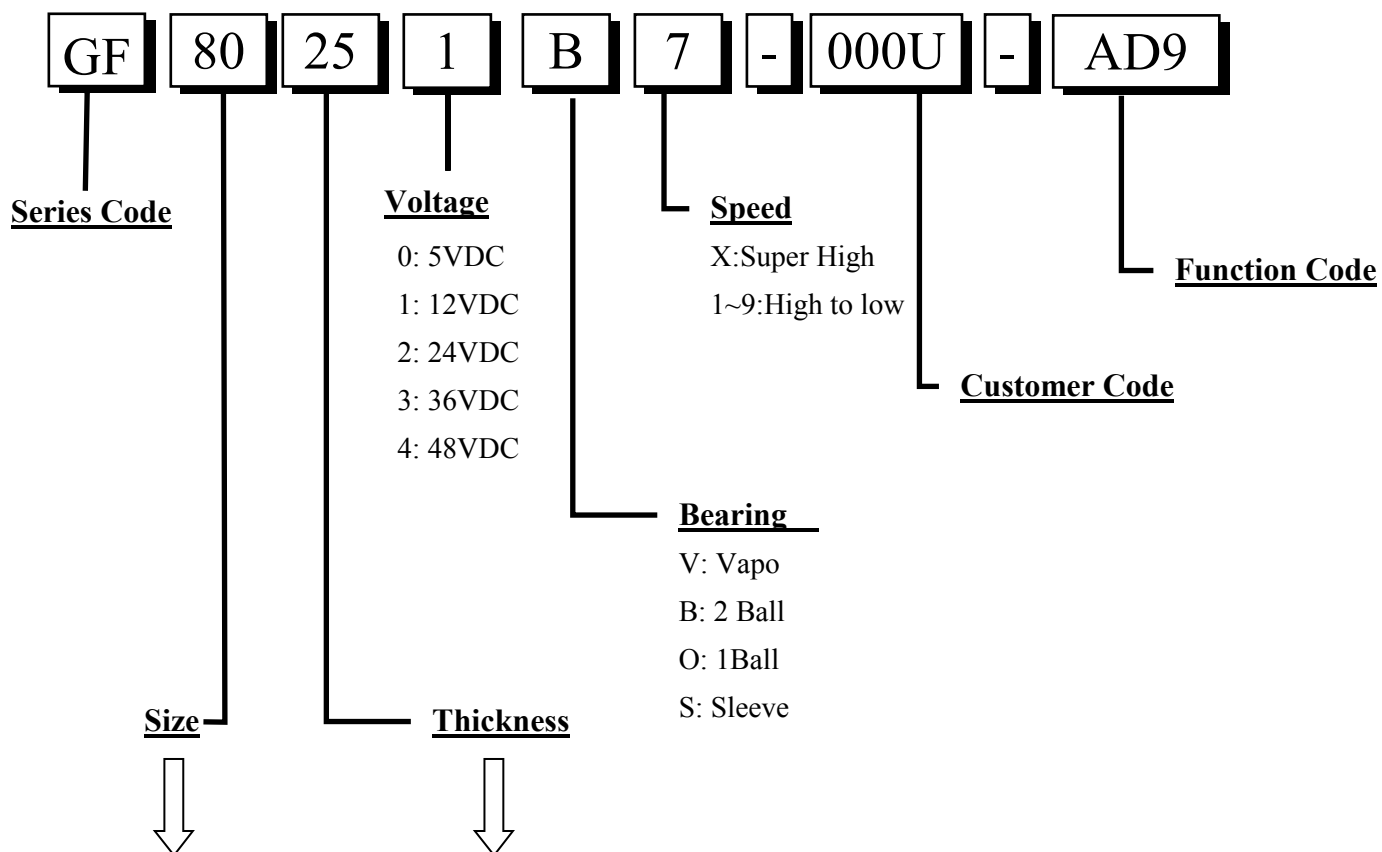 GF 80 25 1 B 7 - 000U - AD9
Series Code
Voltage
0: 5VDC
1: 12VDC
2: 24VDC
3: 36VDC
4: 48VDC
Speed
X:Super High
1~9:High to low
Function Code
Customer Code
Bearing
V: Vapo
B: 2 Ball
O: 1Ball
S: Sleeve
Size
Thickness